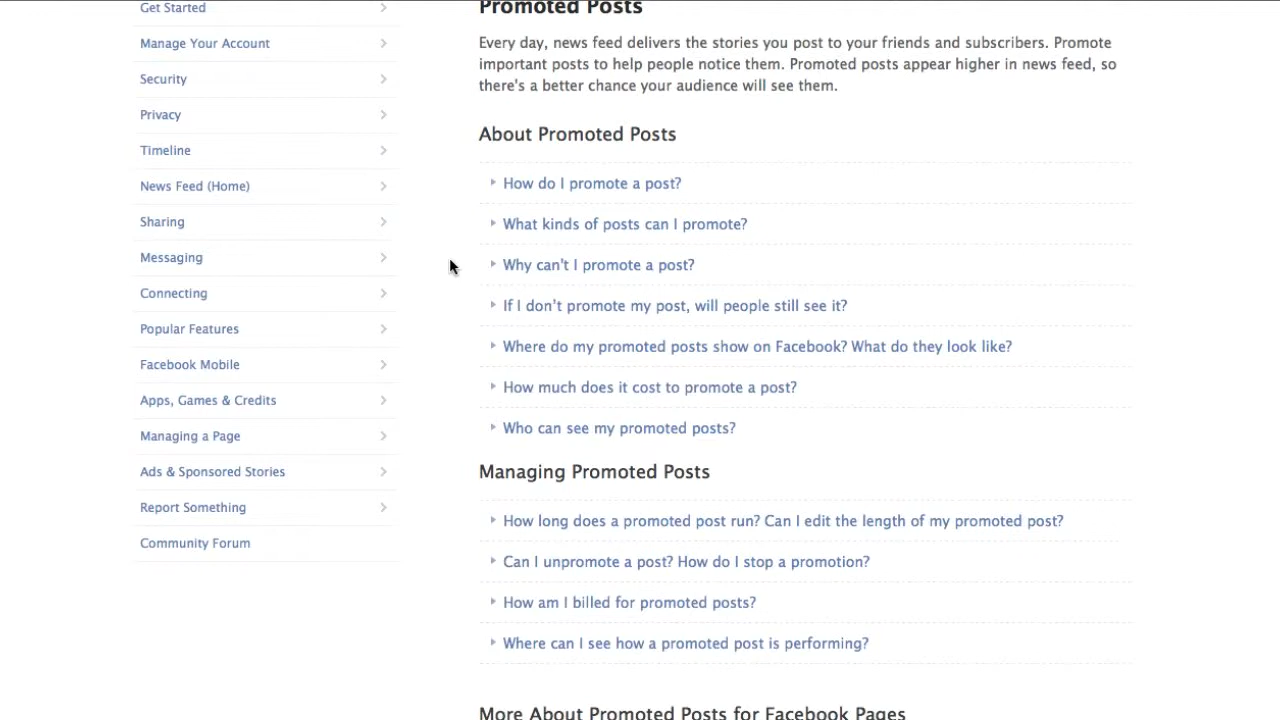 Get Started
Manage Your Account
Security
Privacy
Timeline
News Feed (Home)
Sharing
Messaging
Connecting
Popular Features
Facebook Mobile
Apps, Games & Credits
Managing a Page
Ads & Sponsored Stories
Report Something
Community Forum
Promoted Posts
Every day, news feed delivers the stories you post to your friends and subscribers. Promote
important posts to help people notice them. Promoted posts appear higher in news feed, so
there's a better chance your audience will see them.
About Promoted Posts
How do I promote a post?
What kinds of posts can I promote?
Why can't I promote a post?
If I don't promote my post, will people still see it?
Where do my promoted posts show on Facebook? What do they look like?
How much does it cost to promote a post?
Who can see my promoted posts?
Managing Promoted Posts
How long does a promoted post run? Can I edit the length of my promoted post?
Can I unpromote a post? How do I stop a promotion?
How am I billed for promoted posts?
Where can I see how a promoted post is performing?
More About Promoted Posts for Facebook Pages